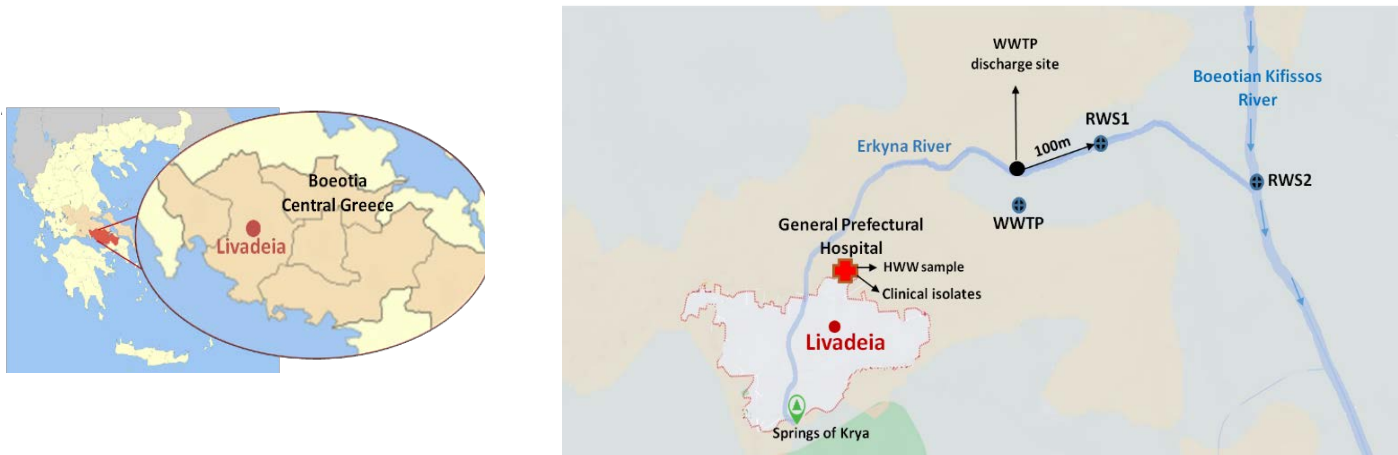 Boeotia
Central Greece
Livadeia
WWTP
discharge site
Boeotian Kifissos
River
RWS1
100m
Erkyna River
RWS2
WWTP
General Prefectural
Hospital
HWW sample
Clinical isolates
Livadeia
Springs of Krya